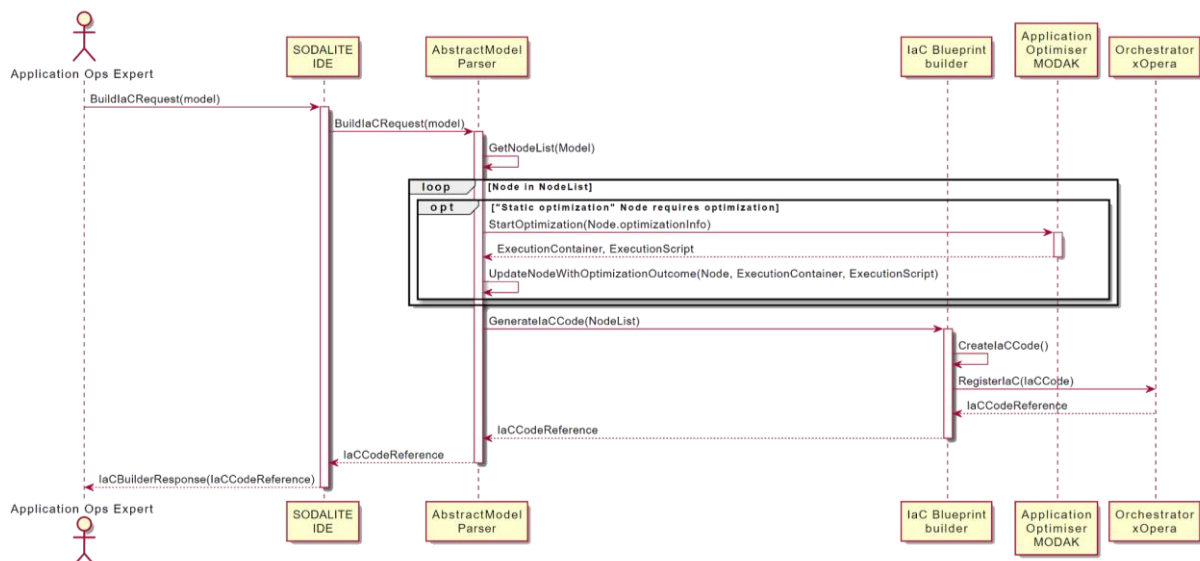 Application Ops Expert
SODALITE
IDE
AbstractModel
Parser
IaC Blueprint
builder
Application
Optimiser
MODAK
Orchestrator
xOpera
BuildIaCRequest(model)
BuildIaCRequest(model)
GetNodeList(Model)
loop
[Node in NodeList]
opt
["Static optimization" Node requires optimization]
StartOptimization(Node.optimizationInfo)
ExecutionContainer, ExecutionScript
UpdateNodeWithOptimizationOutcome(Node, ExecutionContainer, ExecutionScript)
GenerateIaCCode(NodeList)
CreateIaCCode()
RegisterIaC(IaCCode)
IaCCodeReference
IaCCodeReference
IaCCodeReference
IaCBuilderResponse(IaCCodeReference)
Application Ops Expert
SODALITE
IDE
AbstractModel
Parser
IaC Blueprint
builder
Application
Optimiser
MODAK
Orchestrator
xOpera